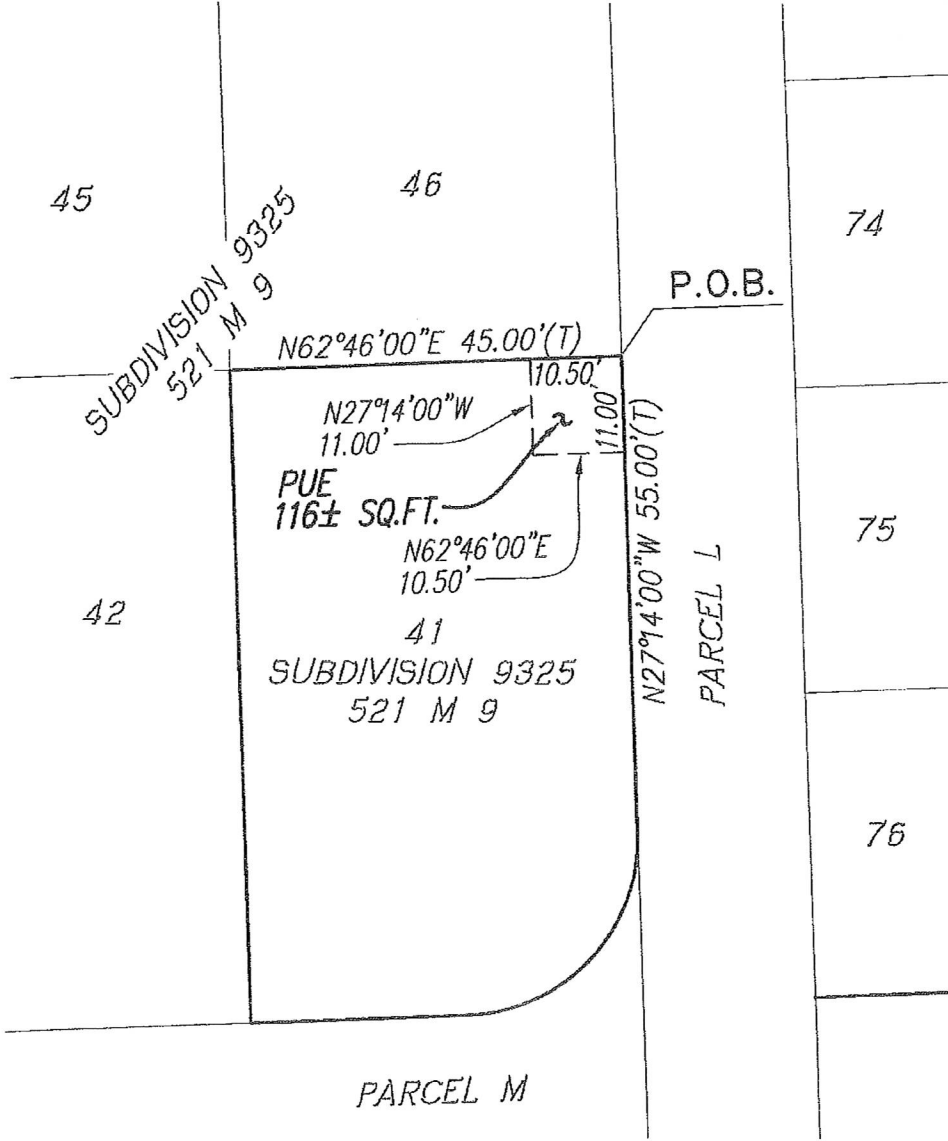 45
46
74
SUBDIVISION 9325
521 M 9
P.O.B.
N62°46'00"E 45.00'(T)
10.50'
11.00'
N27°14'00"W
11.00'
PUE
116± SQ.FT.
N62°46'00"E
10.50'
N27°14'00"W 55.00'(T)
PARCEL L
75
42
41
SUBDIVISION 9325
521 M 9
76
PARCEL M